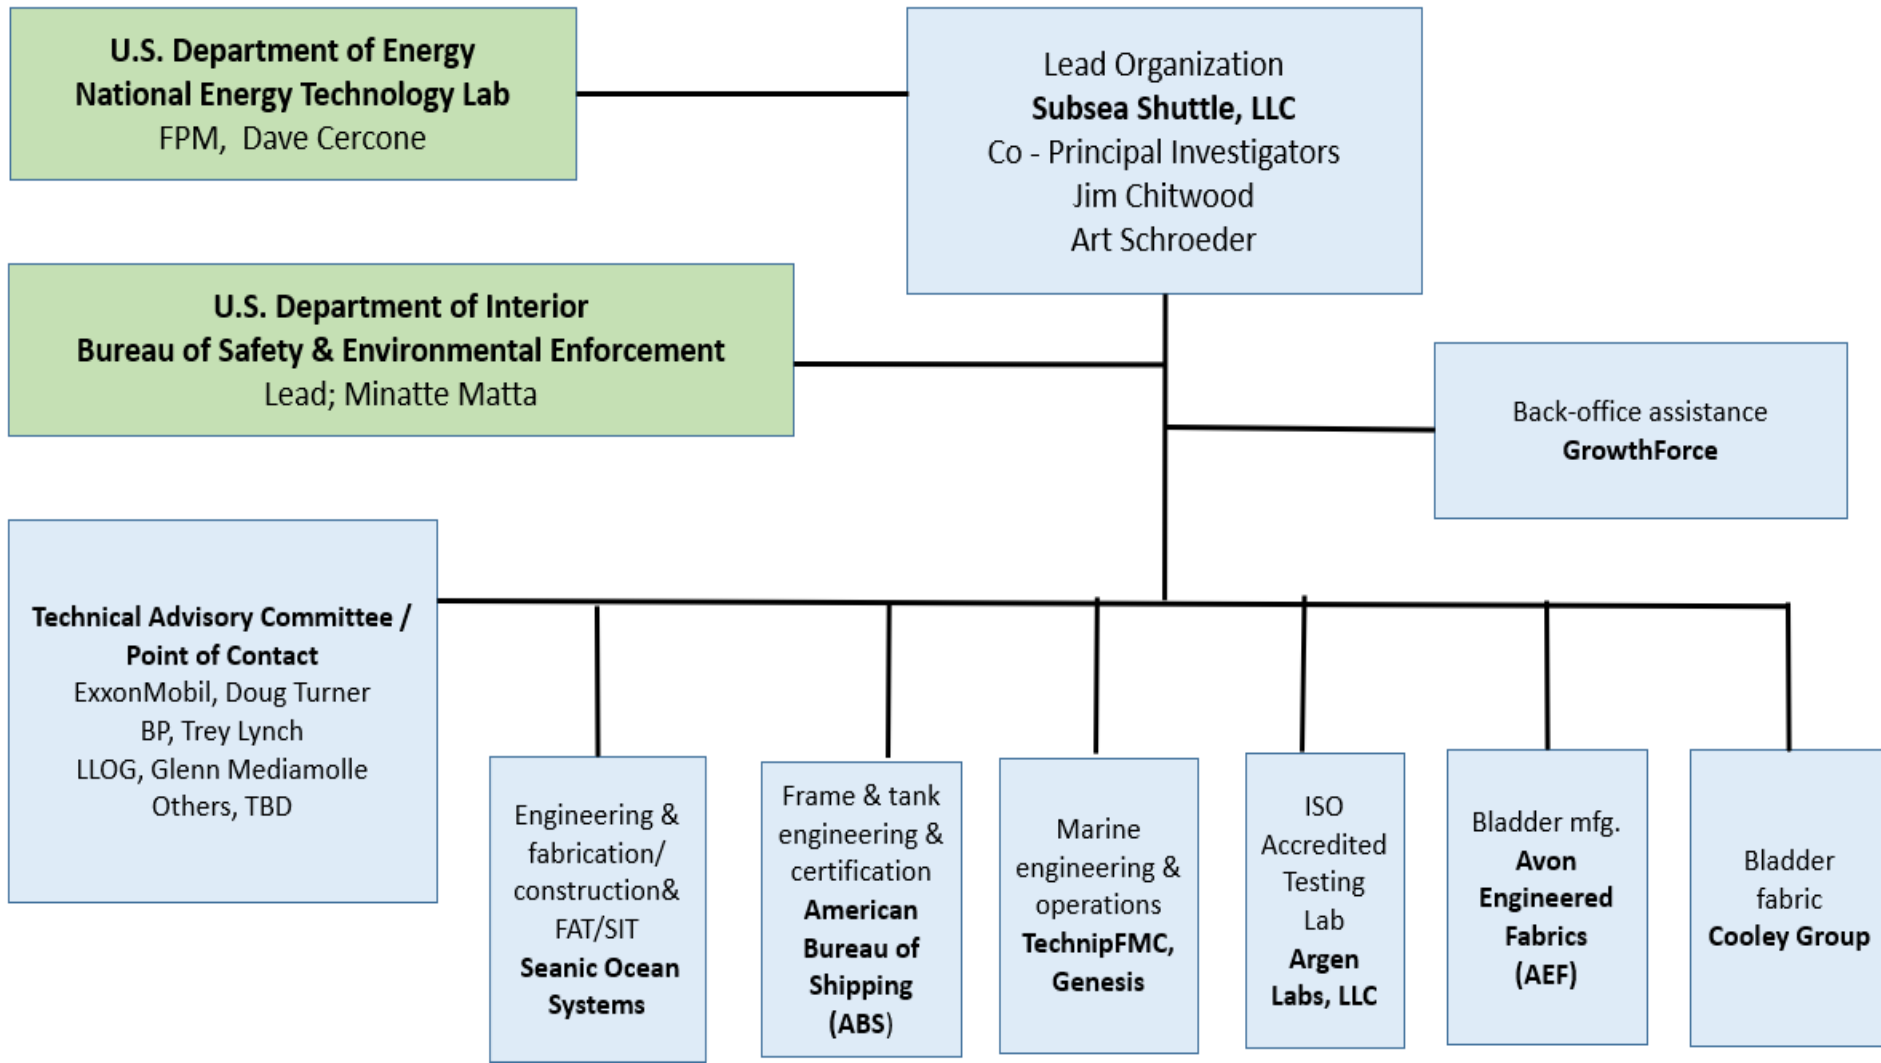 U.S. Department of Energy
National Energy Technology Lab
FPM, Dave Cercone
Lead Organization
Subsea Shuttle, LLC
Co - Principal Investigators
Jim Chitwood
Art Schroeder
U.S. Department of Interior
Bureau of Safety & Environmental Enforcement
Lead; Minatte Matta
Back-office assistance
GrowthForce
Technical Advisory Committee /
Point of Contact
ExxonMobil, Doug Turner
BP, Trey Lynch
LLOG, Glenn Mediamolle
Others, TBD
Engineering &
fabrication/
construction&
FAT/SIT
Seanic Ocean
Systems
Frame & tank
engineering &
certification
American
Bureau of
Shipping
(ABS)
Marine
engineering &
operations
TechnipFMC,
Genesis
ISO
Accredited
Testing
Lab
Argen
Labs, LLC
Bladder mfg.
Avon
Engineered
Fabrics
(AEF)
Bladder
fabric
Cooley Group